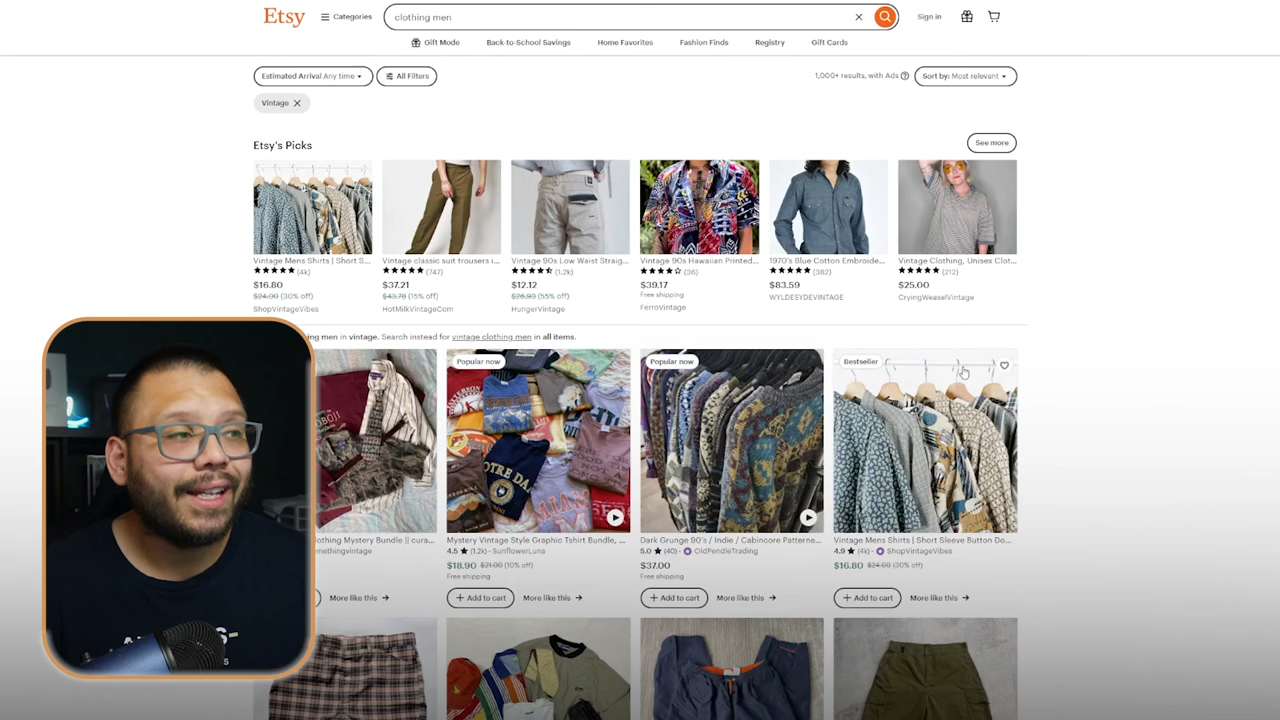 Etsy
Categories
clothing men
Sign in
Gift Mode
Back-to-School Savings
Home Favorites
Fashion Finds
Registry
Gift Cards
Estimated Arrival Any time
All Filters
1,000+ results, with Ads
Sort by: Most relevant
Vintage
Etsy's Picks
See more
Vintage Mens Shirts | Short S...
(4k)
$16.80
$24.00 (30% off)
ShopVintageVibes
Vintage classic suit trousers i...
(747)
$37.21
$43.78 (15% off)
HotMilkVintageCom
Vintage 90s Low Waist Straig...
(1.2k)
$12.12
$26.93 (55% off)
HungerVintage
Vintage 90s Hawaiian Printed...
(36)
$39.17
Free shipping
FerroVintage
1970's Blue Cotton Embroide...
(382)
$83.59
WYLDESYDEVINTAGE
Vintage Clothing, Unisex Clot...
(212)
$25.00
CryingWeaselVintage
men in vintage. Search instead for vintage clothing men in all items.
lothing Mystery Bundle || cura...
methingvintage
More like this
Popular now
NOTRE DA
MIAMI
Mystery Vintage Style Graphic Tshirt Bundle, ...
4.5 (1.2k) · SunflowerLuna
$18.90 $21.00 (10% off)
Free shipping
+ Add to cart
More like this
Popular now
Dark Grunge 90's / Indie / Cabincore Patterne...
5.0 (40) · OldPendleTrading
$37.00
Free shipping
+ Add to cart
More like this
Bestseller
Vintage Mens Shirts | Short Sleeve Button Do...
4.9 (4k) · ShopVintageVibes
$16.80 $24.00 (30% off)
+ Add to cart
More like this